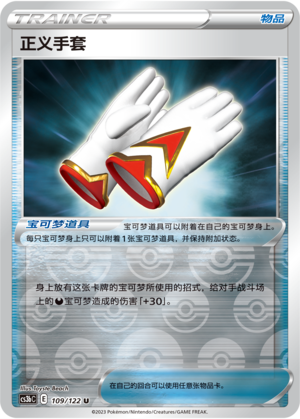 TRAINER 物品
正义手套
宝可梦道具 宝可梦道具可以附着在自己的宝可梦身上。
每只宝可梦身上只可以附着1张宝可梦道具,并保持附加状态。
身上放有这张卡牌的宝可梦所使用的招式,给对手战斗场
上的宝可梦造成的伤害「+30」。
Illus. Toyste Beach
cs3bC E 109/122 U
在自己的回合可以使用任意张物品卡。
©2023 Pokémon/Nintendo/Creatures/GAME FREAK.